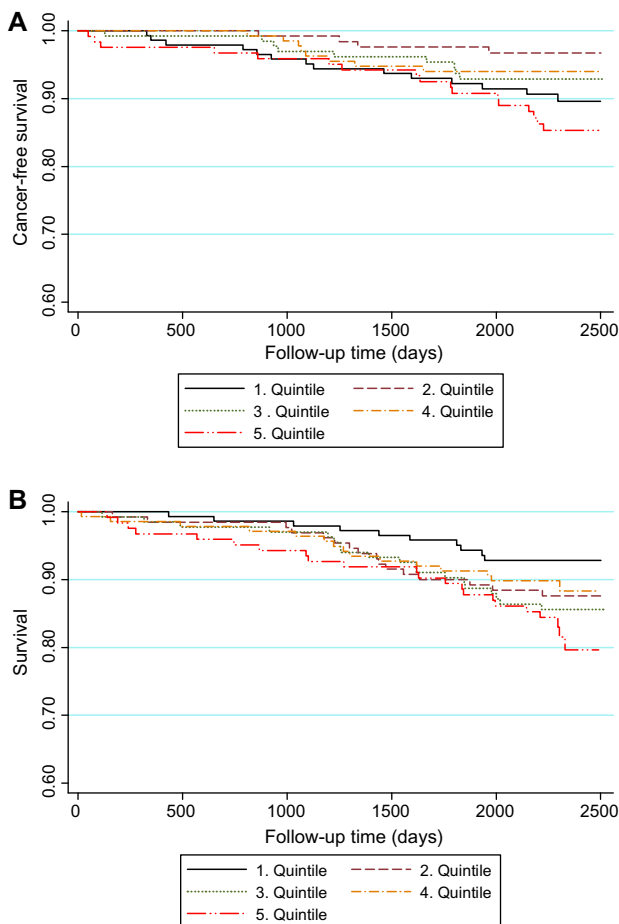 A
1.00
0.90
0.80
0.70
0.60
Cancer-free survival
0 500 1000 1500 2000 2500
Follow-up time (days)
1. Quintile 2. Quintile
3 . Quintile 4. Quintile
5. Quintile
B
1.00
0.90
0.80
0.70
0.60
Survival
0 500 1000 1500 2000 2500
Follow-up time (days)
1. Quintile 2. Quintile
3. Quintile 4. Quintile
5. Quintile